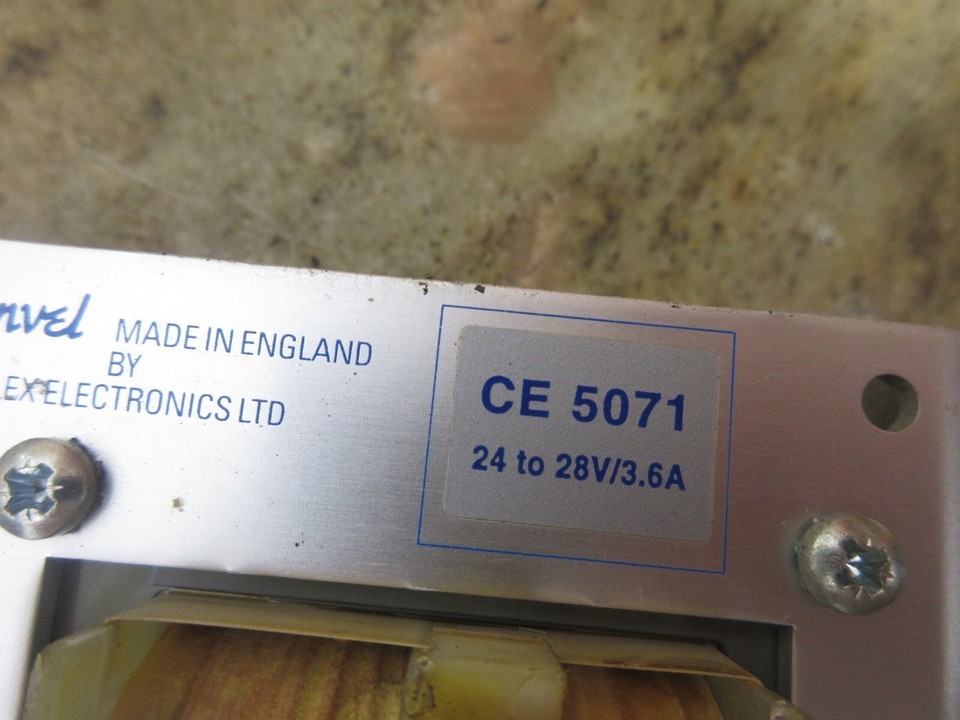 MADE IN ENGLAND
BY
ELECTRONICS LTD
CE 5071
24 to 28V/3.6A